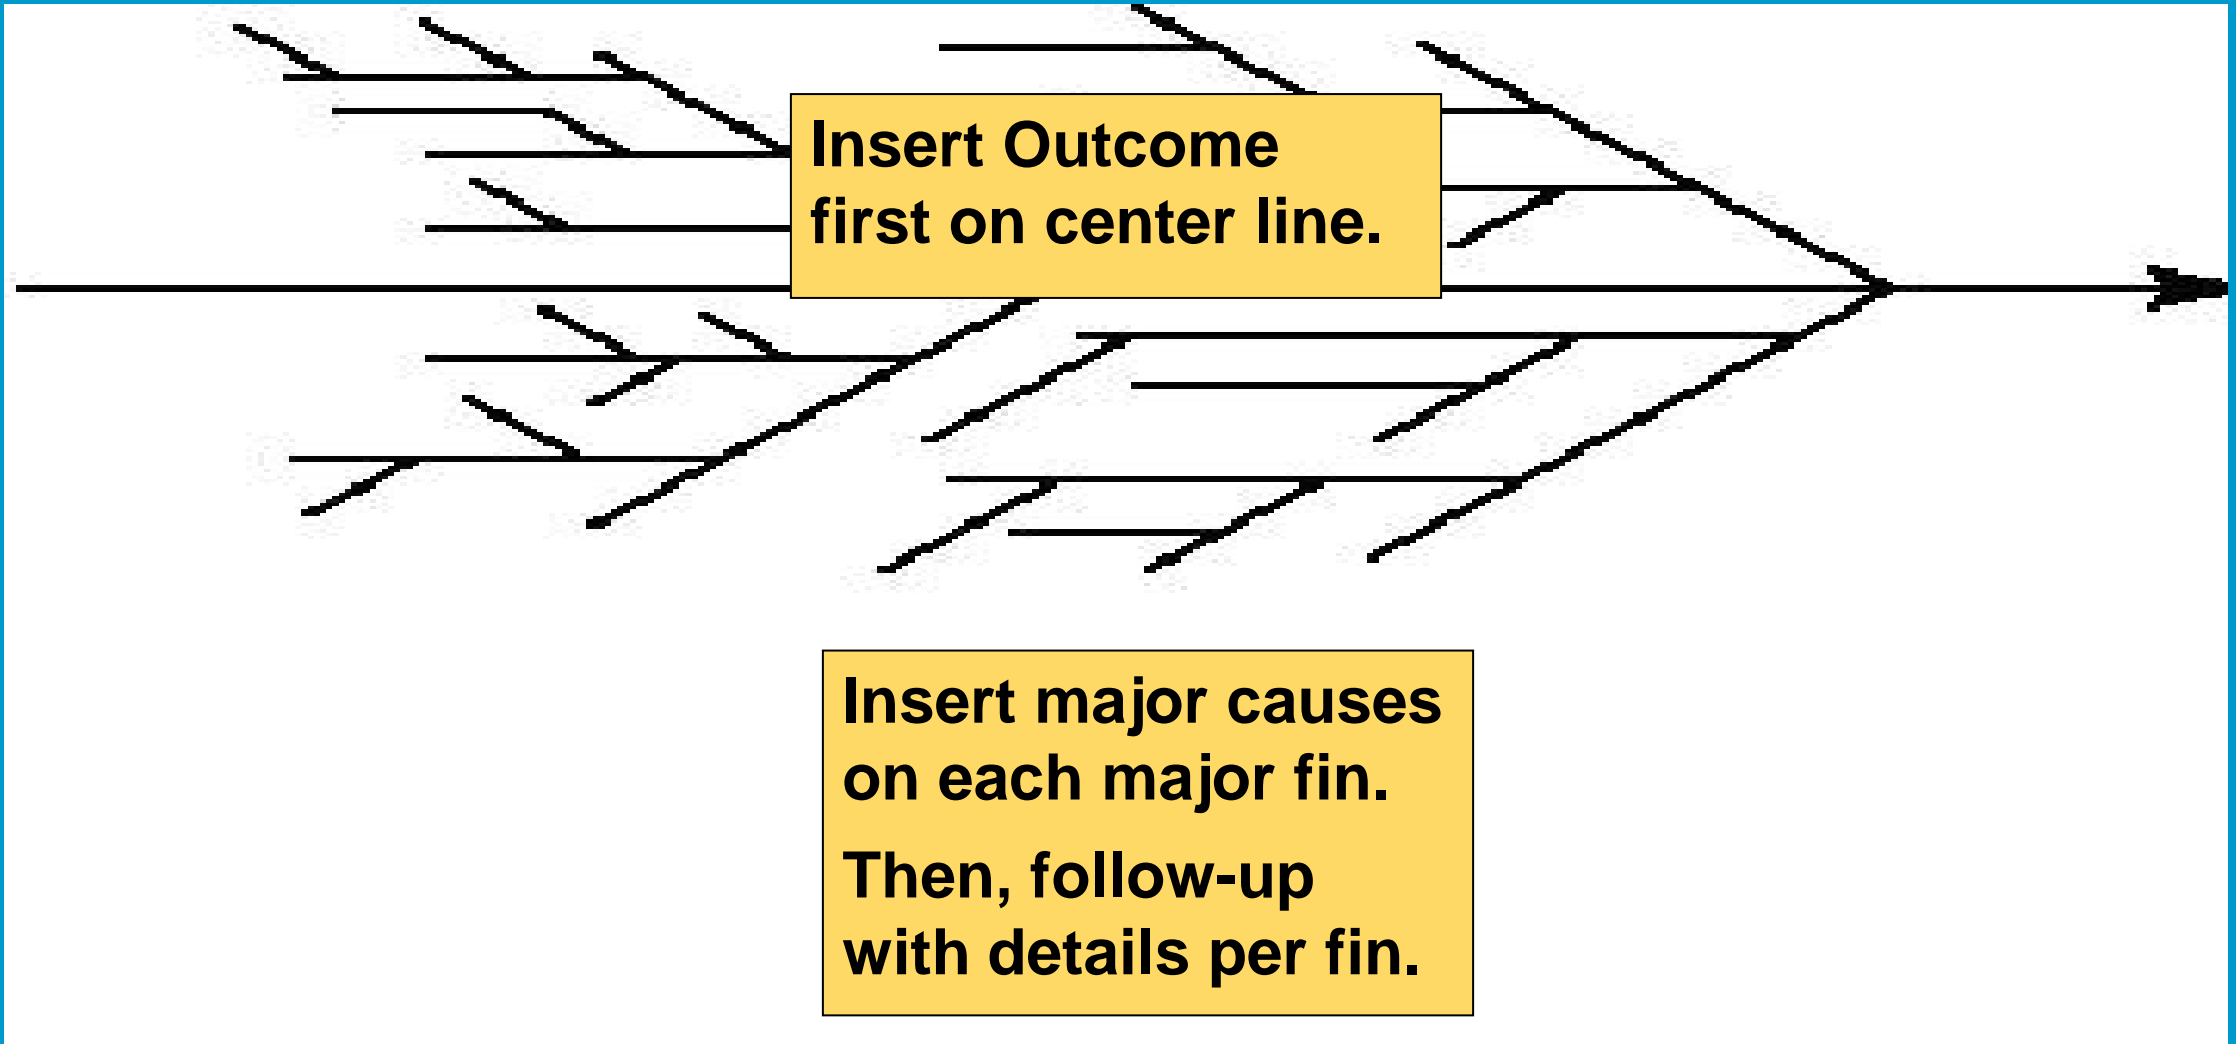 Insert Outcome
first on center line.
Insert major causes
on each major fin.
Then, follow-up
with details per fin.